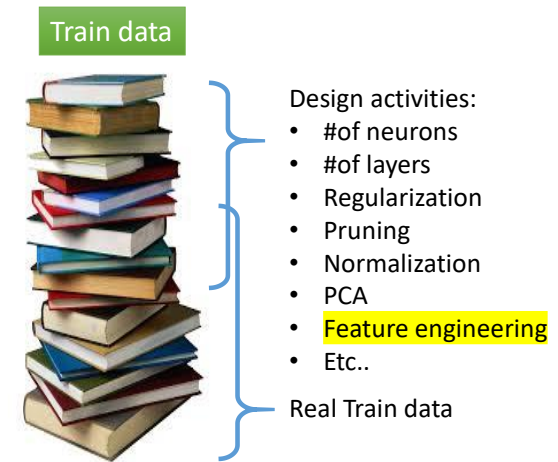 Train data
Design activities:
• #of neurons
• #of layers
• Regularization
• Pruning
• Normalization
• PCA
• Feature engineering
• Etc..
Real Train data